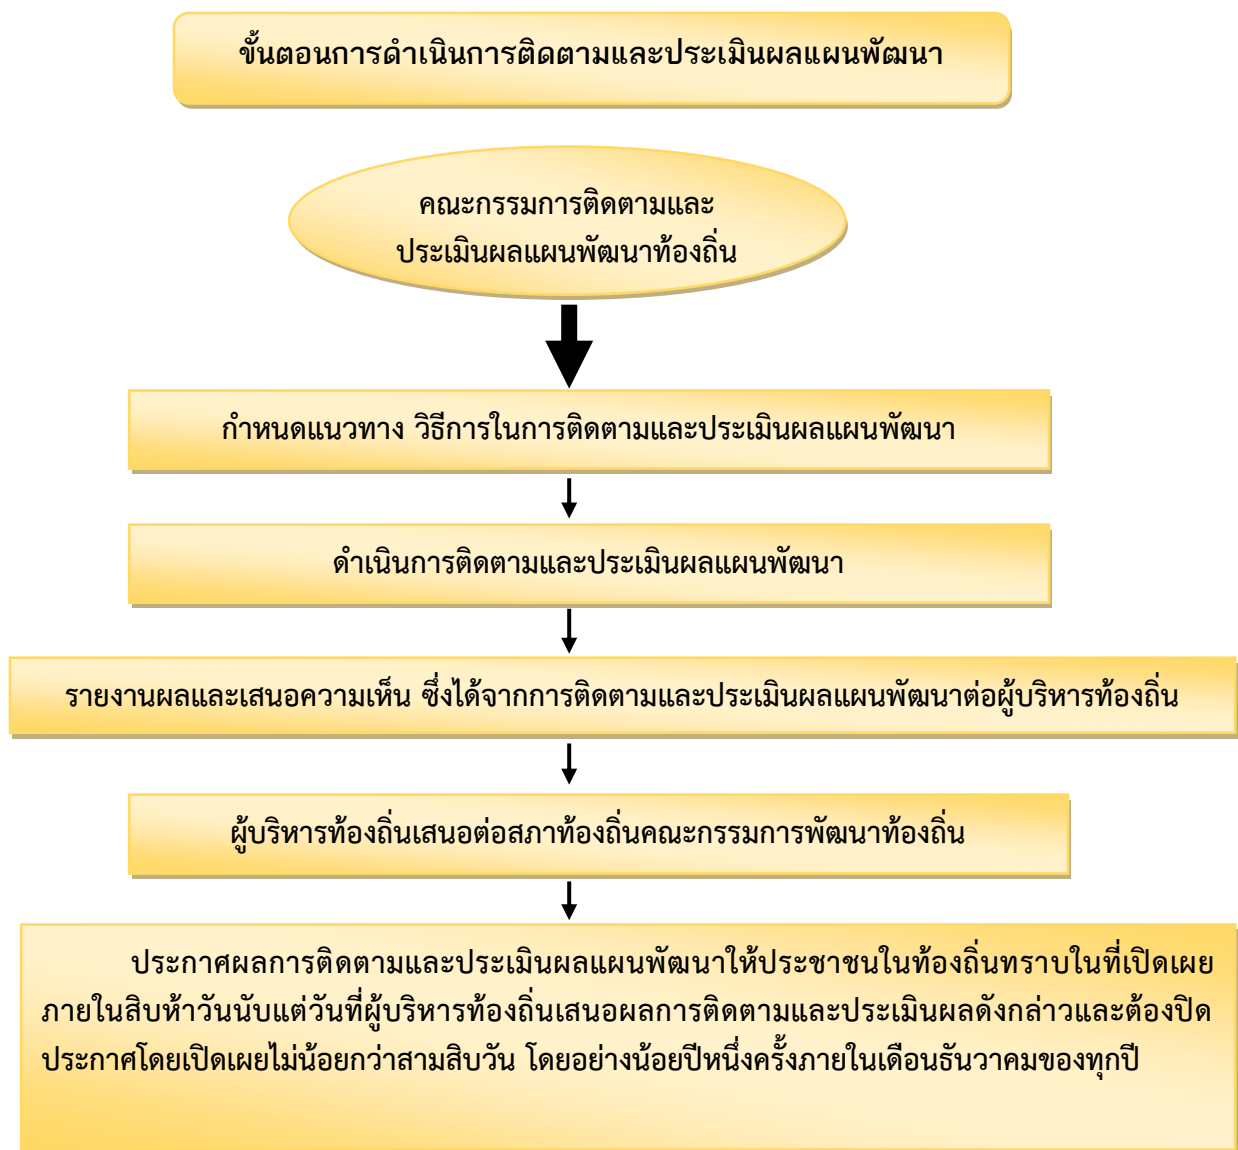 ขั้นตอนการดำเนินการติดตามและประเมินผลแผนพัฒนา
คณะกรรมการติดตามและ
ประเมินผลแผนพัฒนาท้องถิ่น
กำหนดแนวทาง วิธีการในการติดตามและประเมินผลแผนพัฒนา
ดำเนินการติดตามและประเมินผลแผนพัฒนา
รายงานผลและเสนอความเห็น ซึ่งได้จากการติดตามและประเมินผลแผนพัฒนาต่อผู้บริหารท้องถิ่น
ผู้บริหารท้องถิ่นเสนอต่อสภาท้องถิ่นคณะกรรมการพัฒนาท้องถิ่น
ประกาศผลการติดตามและประเมินผลแผนพัฒนาให้ประชาชนในท้องถิ่นทราบในที่เปิดเผย
ภายในสิบห้าวันนับแต่วันที่ผู้บริหารท้องถิ่นเสนอผลการติดตามและประเมินผลดังกล่าวและต้องปิด
ประกาศโดยเปิดเผยไม่น้อยกว่าสามสิบวัน โดยอย่างน้อยปีหนึ่งครั้งภายในเดือนธันวาคมของทุกปี